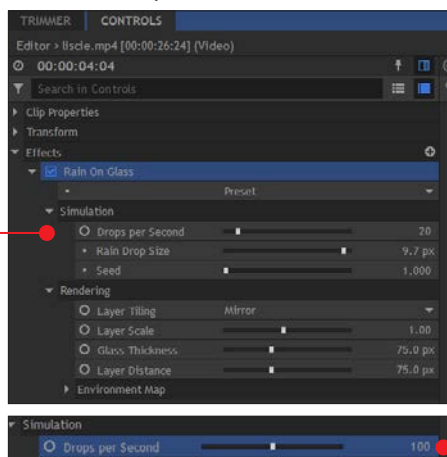 TRIMMER CONTROLS
Editor > liscie.mp4 [00:00:26:24] (Video)
00:00:04:04
Search in Controls
Clip Properties
Transform
Effects
Rain On Glass
Preset
Simulation
Drops per Second 20
Rain Drop Size 9.7 px
Seed 1.000
Rendering
Layer Tiling Mirror
Layer Scale 1.00
Glass Thickness 75.0 px
Layer Distance 75.0 px
Environment Map
Simulation
Drops per Second 100